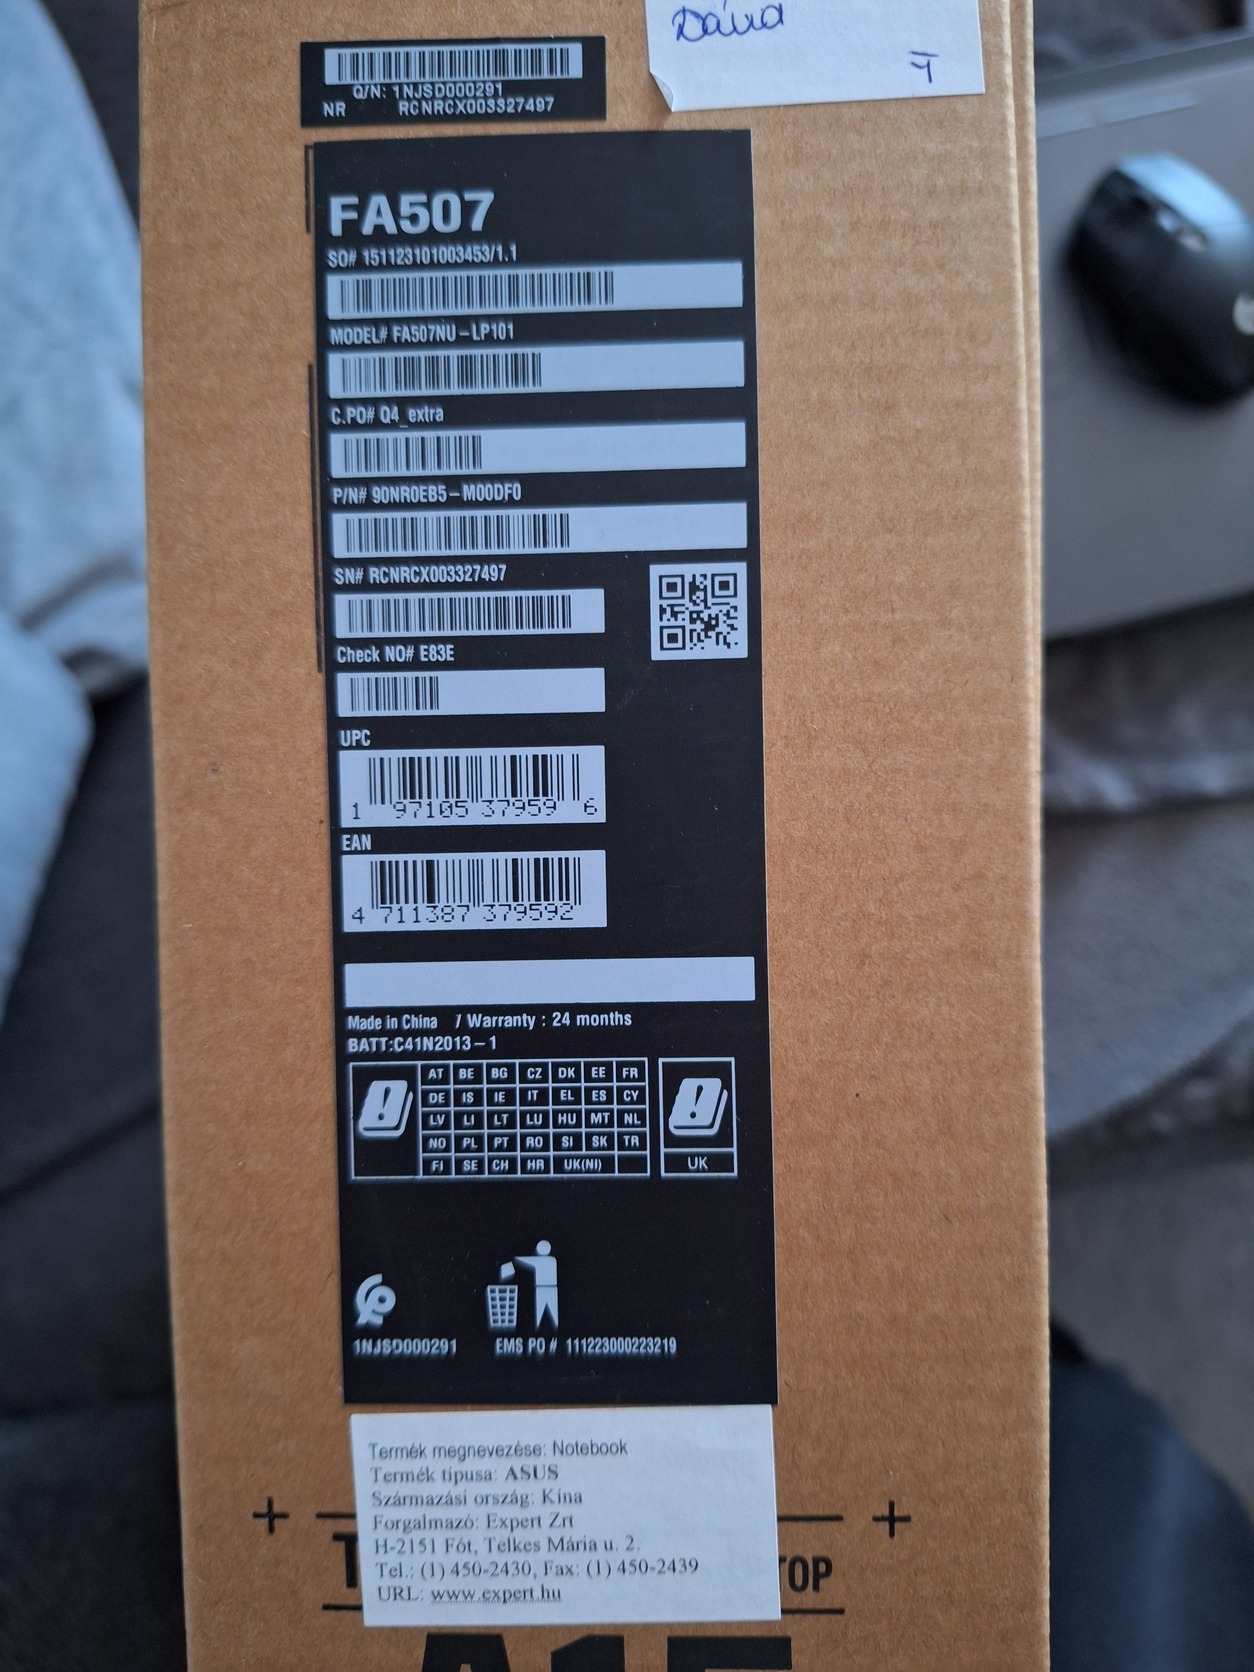 Dávid
Q/N: 1NJSD000291
NR RCNRCX003327497
FA507
SO# 151123101003453/1.1
MODEL# FA507NU-LP101
C.PO# Q4_extra
P/N# 90NR0EB5-M00DF0
SN# RCNRCX003327497
Check NO# E83E
UPC
1 97105 37959 6
EAN
4 711387 379592
Made in China / Warranty : 24 months
BATT:C41N2013-1
AT BE BG CZ DK EE FR
DE IS IE IT EL ES CY
LV LI LT LU HU MT NL
NO PL PT RO SI SK TR
FI SE CH HR UK(NI)
UK
1NJSD000291 EMS PO # 111223000223219
Termék megnevezése: Notebook
Termék típusa: ASUS
Származási ország: Kína
Forgalmazó: Expert Zrt
H-2151 Fót, Telkes Mária u. 2.
Tel.: (1) 450-2430, Fax: (1) 450-2439
URL: www.expert.hu
A15